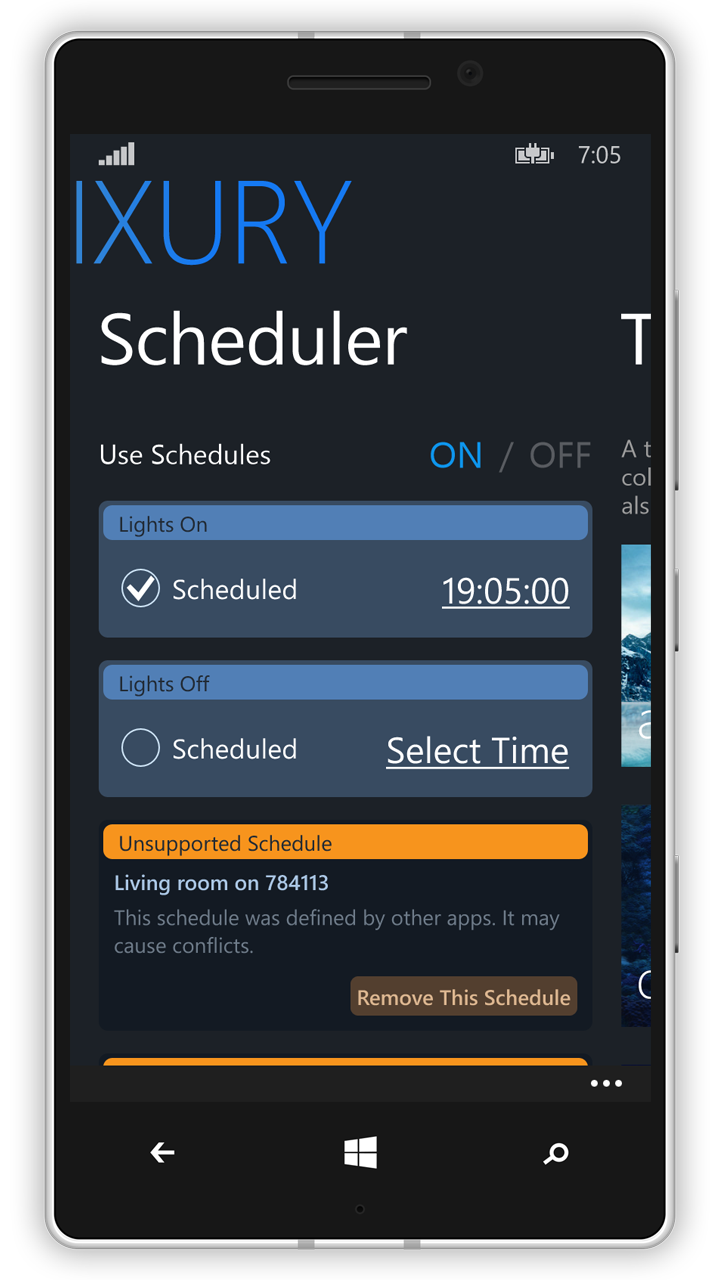 7:05
IXURY
Scheduler
T
Use Schedules
ON / OFF
A t
col
als
Lights On
Scheduled
19:05:00
Lights Off
Scheduled
Select Time
Unsupported Schedule
Living room on 784113
This schedule was defined by other apps. It may
cause conflicts.
Remove This Schedule